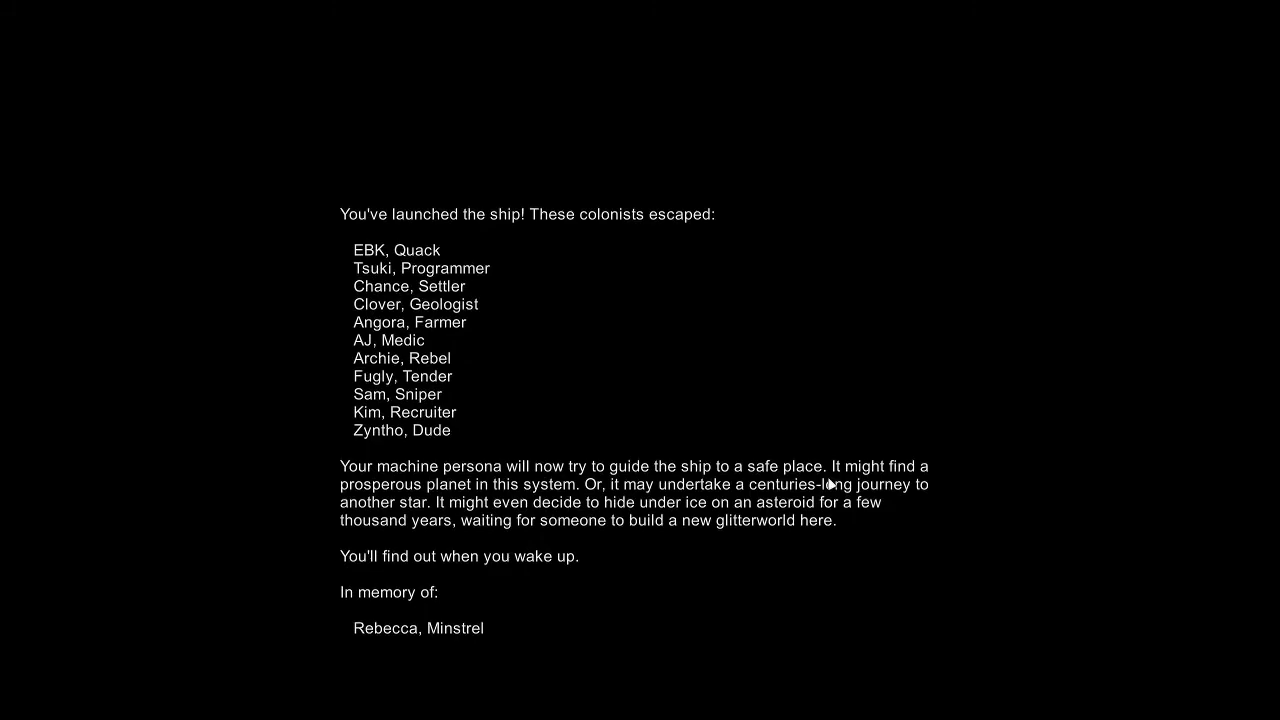 You've launched the ship! These colonists escaped:
EBK, Quack
Tsuki, Programmer
Chance, Settler
Clover, Geologist
Angora, Farmer
AJ, Medic
Archie, Rebel
Fugly, Tender
Sam, Sniper
Kim, Recruiter
Zyntho, Dude
Your machine persona will now try to guide the ship to a safe place. It might find a
prosperous planet in this system. Or, it may undertake a centuries-long journey to
another star. It might even decide to hide under ice on an asteroid for a few
thousand years, waiting for someone to build a new glitterworld here.
You'll find out when you wake up.
In memory of:
Rebecca, Minstrel